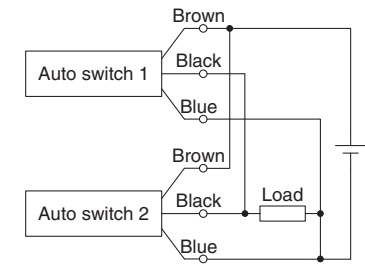 Brown
Auto switch 1
Black
Blue
Brown
Auto switch 2
Black
Load
Blue